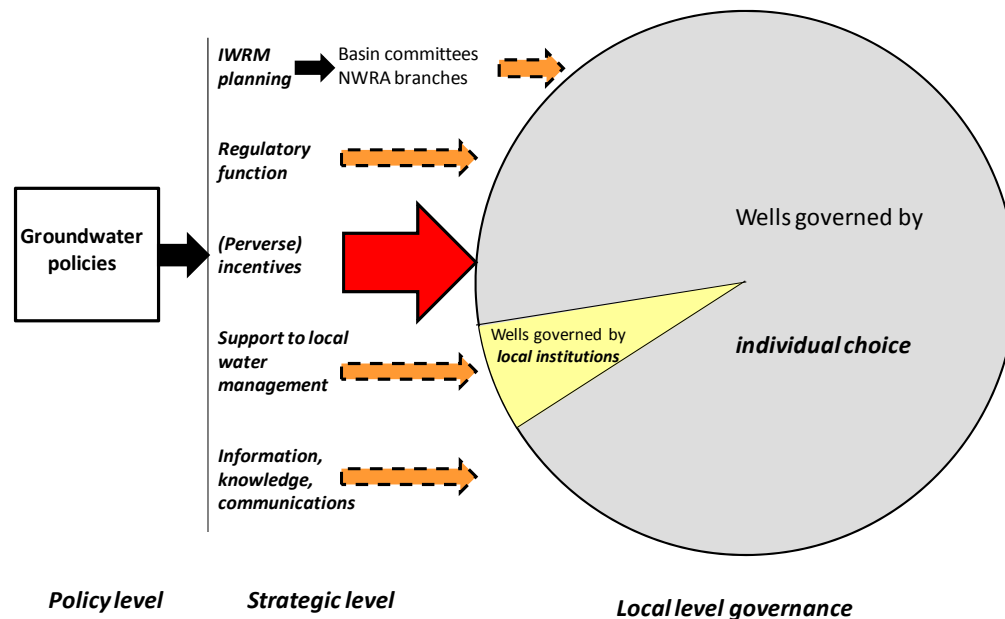 IWRM
planning
Basin committees
NWRA branches
Regulatory
function
Groundwater
policies
(Perverse)
incentives
Wells governed by
individual choice
Support to local
water
management
Wells governed by
local institutions
Information,
knowledge,
communications
Policy level
Strategic level
Local level governance